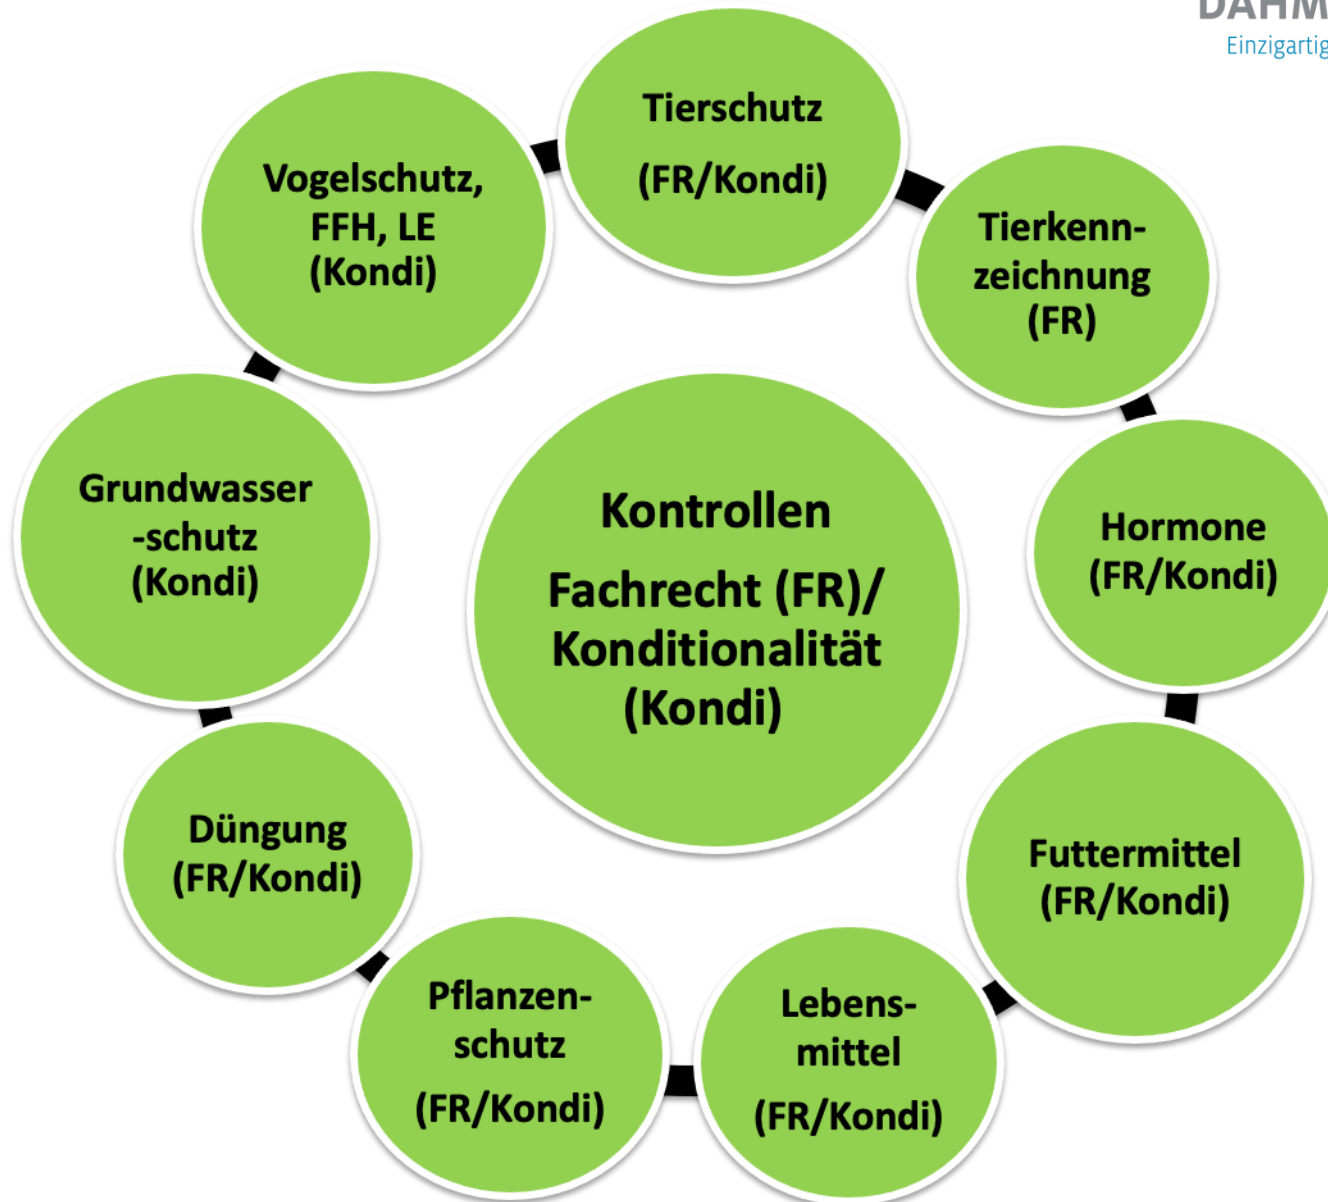 DAHM
Einzigartig
Tierschutz
(FR/Kondi)
Vogelschutz,
FFH, LE
(Kondi)
Tierkenn-
zeichnung
(FR)
Grundwasser
-schutz
(Kondi)
Kontrollen
Fachrecht (FR)/
Konditionalität
(Kondi)
Hormone
(FR/Kondi)
Düngung
(FR/Kondi)
Futtermittel
(FR/Kondi)
Pflanzen-
schutz
(FR/Kondi)
Lebens-
mittel
(FR/Kondi)